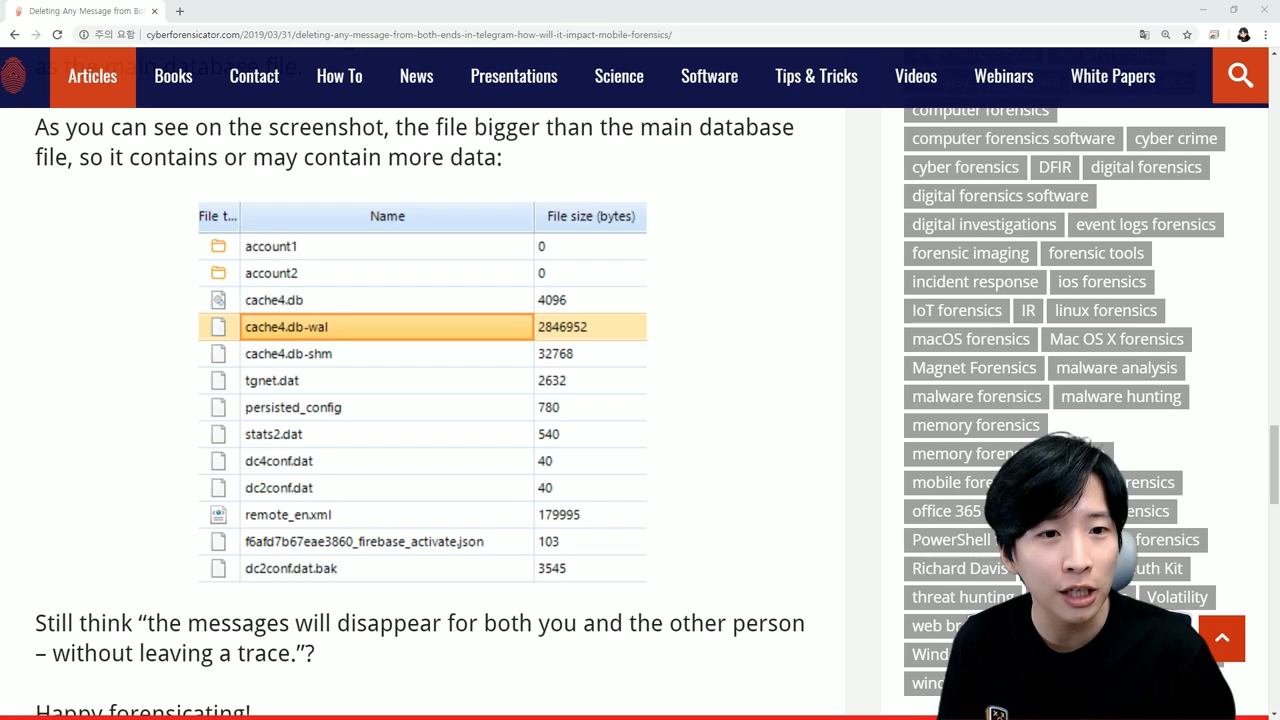 Deleting Any Message from Bo
주의 요함
cyberforensicator.com/2019/03/31/deleting-any-message-from-both-ends-in-telegram-how-will-it-impact-mobile-forensics/
as the main database file.
Articles Books Contact How To News Presentations Science Software Tips & Tricks Videos Webinars White Papers
As you can see on the screenshot, the file bigger than the main database
file, so it contains or may contain more data:
File t... Name File size (bytes)
account1 0
account2 0
cache4.db 4096
cache4.db-wal 2846952
cache4.db-shm 32768
tgnet.dat 2632
persisted_config 780
stats2.dat 540
dc4conf.dat 40
dc2conf.dat 40
remote_en.xml 179995
f6afd7b67eae3860_firebase_activate.json 103
dc2conf.dat.bak 3545
Still think “the messages will disappear for both you and the other person
– without leaving a trace.”?
Happy forensicating!
computer forensics
computer forensics software cyber crime
cyber forensics DFIR digital forensics
digital forensics software
digital investigations event logs forensics
forensic imaging forensic tools
incident response ios forensics
IoT forensics IR linux forensics
macOS forensics Mac OS X forensics
Magnet Forensics malware analysis
malware forensics malware hunting
memory forensics
memory
mobile
office 365
PowerShell forensics
Richard Davis Kit
threat hunting Volatility
web